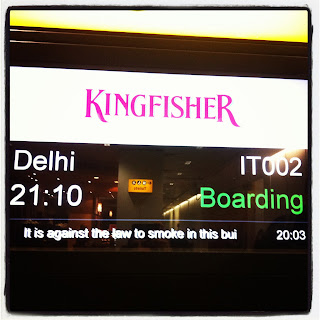 KINGFISHER
Delhi IT002
21:10 Boarding
It is against the law to smoke in this bui 20:03